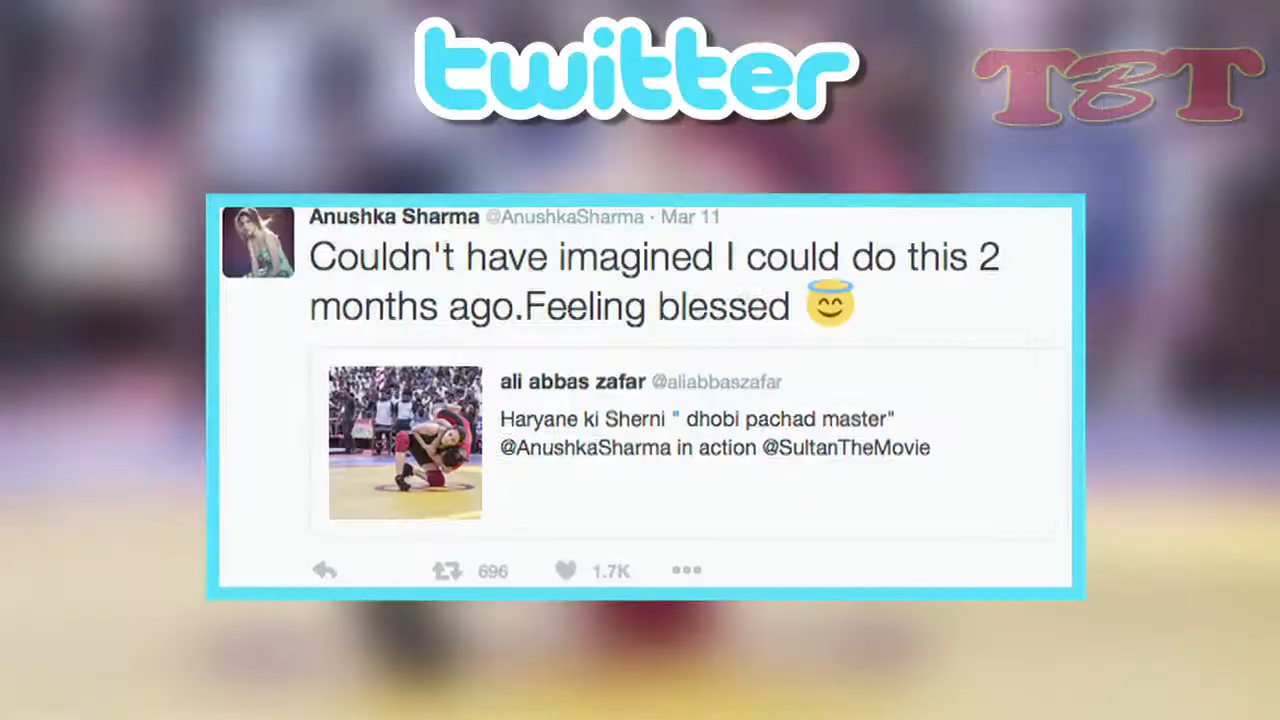 twitter
TBT
Anushka Sharma @AnushkaSharma · Mar 11
Couldn't have imagined I could do this 2
months ago.Feeling blessed 😇
ali abbas zafar @aliabbaszafar
Haryane ki Sherni " dhobi pachad master"
@AnushkaSharma in action @SultanTheMovie
696 1.7K